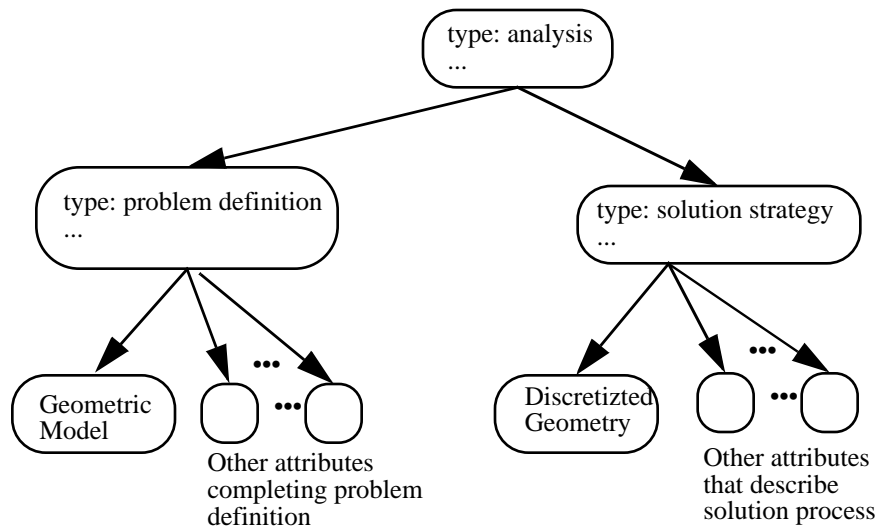 type: analysis
...
type: problem definition
...
type: solution strategy
...
•••
•••
Geometric
Model
•••
Discretizted
Geometry
•••
Other attributes
completing problem
definition
Other attributes
that describe
solution process